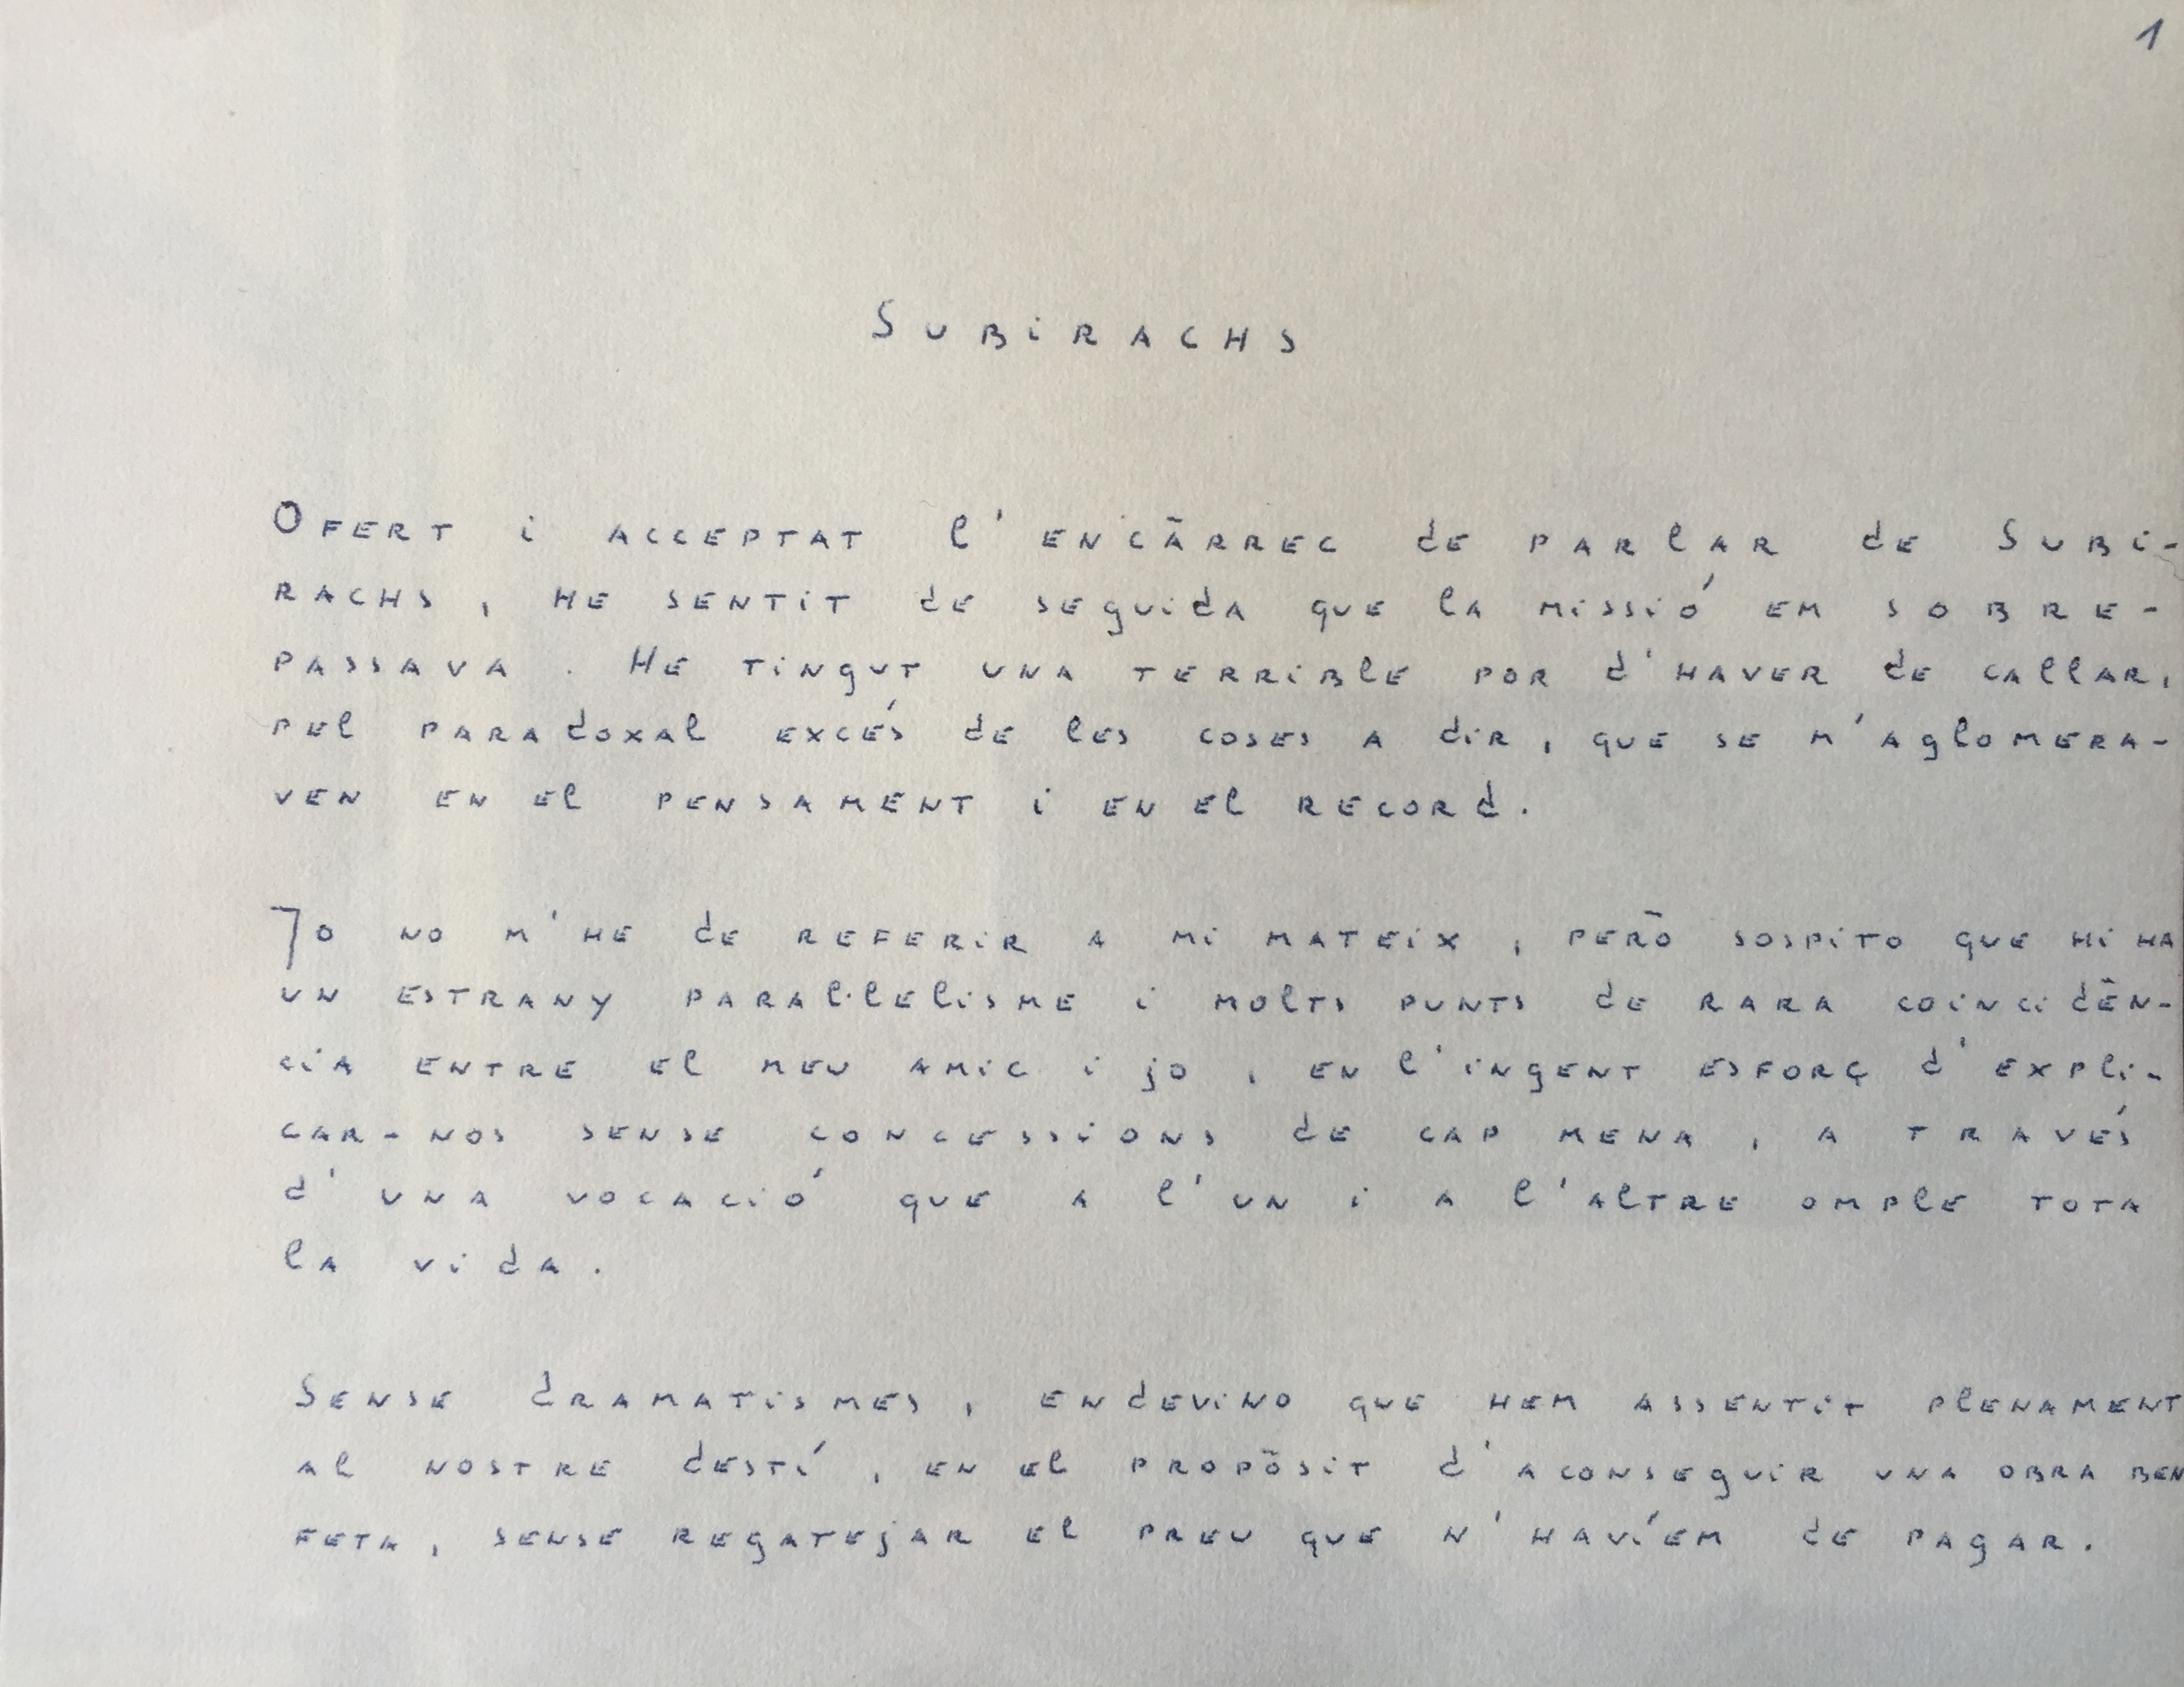 1
Subirachs
Ofert i acceptat l'encàrrec de parlar de Subi-
rachs, he sentit de seguida que la missió em sobre-
passava. He tingut una terrible por d'haver de callar,
pel paradoxal excés de les coses a dir, que se m'aglomera-
ven en el pensament i en el record.
Jo no m'he de referir a mi mateix, però sospito que hi ha
un estrany paral·lelisme i molts punts de rara coincidèn-
cia entre el meu amic i jo, en l'ingent esforç d'expli-
car-nos sense concessions de cap mena, a través
d'una vocació que a l'un i a l'altre omple tota
la vida.
Sense dramatismes, endevino que hem assentit plenament
al nostre destí, en el propòsit d'aconseguir una obra ben
feta, sense regatejar el preu que n'havíem de pagar.